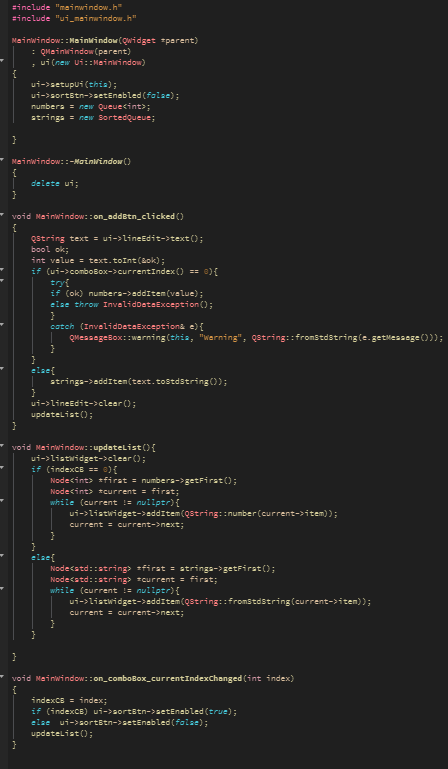 #include "mainwindow.h"
#include "ui_mainwindow.h"

MainWindow::MainWindow(QWidget *parent)
    : QMainWindow(parent)
    , ui(new Ui::MainWindow)
{
    ui->setupUi(this);
    ui->sortBtn->setEnabled(false);
    numbers = new Queue<int>;
    strings = new SortedQueue;

}

MainWindow::~MainWindow()
{
    delete ui;
}

void MainWindow::on_addBtn_clicked()
{
    QString text = ui->lineEdit->text();
    bool ok;
    int value = text.toInt(&ok);
    if (ui->comboBox->currentIndex() == 0){
        try{
        if (ok) numbers->addItem(value);
        else throw InvalidDataException();
        }
        catch (InvalidDataException& e){
            QMessageBox::warning(this, "Warning", QString::fromStdString(e.getMessage()));
        }
    }
    else{
        strings->addItem(text.toStdString());
    }
    ui->lineEdit->clear();
    updateList();
}

void MainWindow::updateList(){
    ui->listWidget->clear();
    if (indexCB == 0){
        Node<int> *first = numbers->getFirst();
        Node<int> *current = first;
        while (current != nullptr){
            ui->listWidget->addItem(QString::number(current->item));
            current = current->next;
        }
    }
    else{
        Node<std::string> *first = strings->getFirst();
        Node<std::string> *current = first;
        while (current != nullptr){
            ui->listWidget->addItem(QString::fromStdString(current->item));
            current = current->next;
        }
    }

}

void MainWindow::on_comboBox_currentIndexChanged(int index)
{
    indexCB = index;
    if (indexCB) ui->sortBtn->setEnabled(true);
    else  ui->sortBtn->setEnabled(false);
    updateList();
}